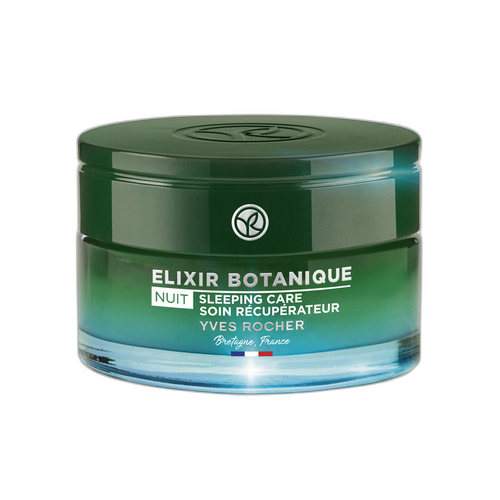 ELIXIR BOTANIQUE
NUIT SLEEPING CARE
SOIN RÉCUPÉRATEUR
YVES ROCHER
Bretagne, France